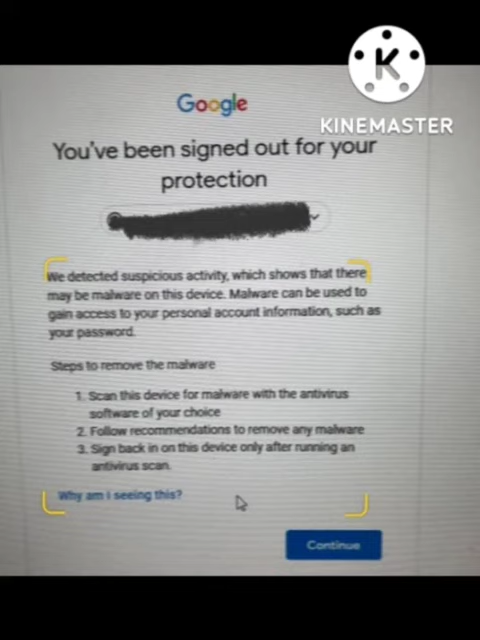 K
KINEMASTER
Google
You've been signed out for your
protection
We detected suspicious activity, which shows that there
may be malware on this device. Malware can be used to
gain access to your personal account information, such as
your password.
Steps to remove the malware
1. Scan this device for malware with the antivirus
software of your choice
2. Follow recommendations to remove any malware
3. Sign back in on this device only after running an
antivirus scan.
Why am I seeing this?
Continue